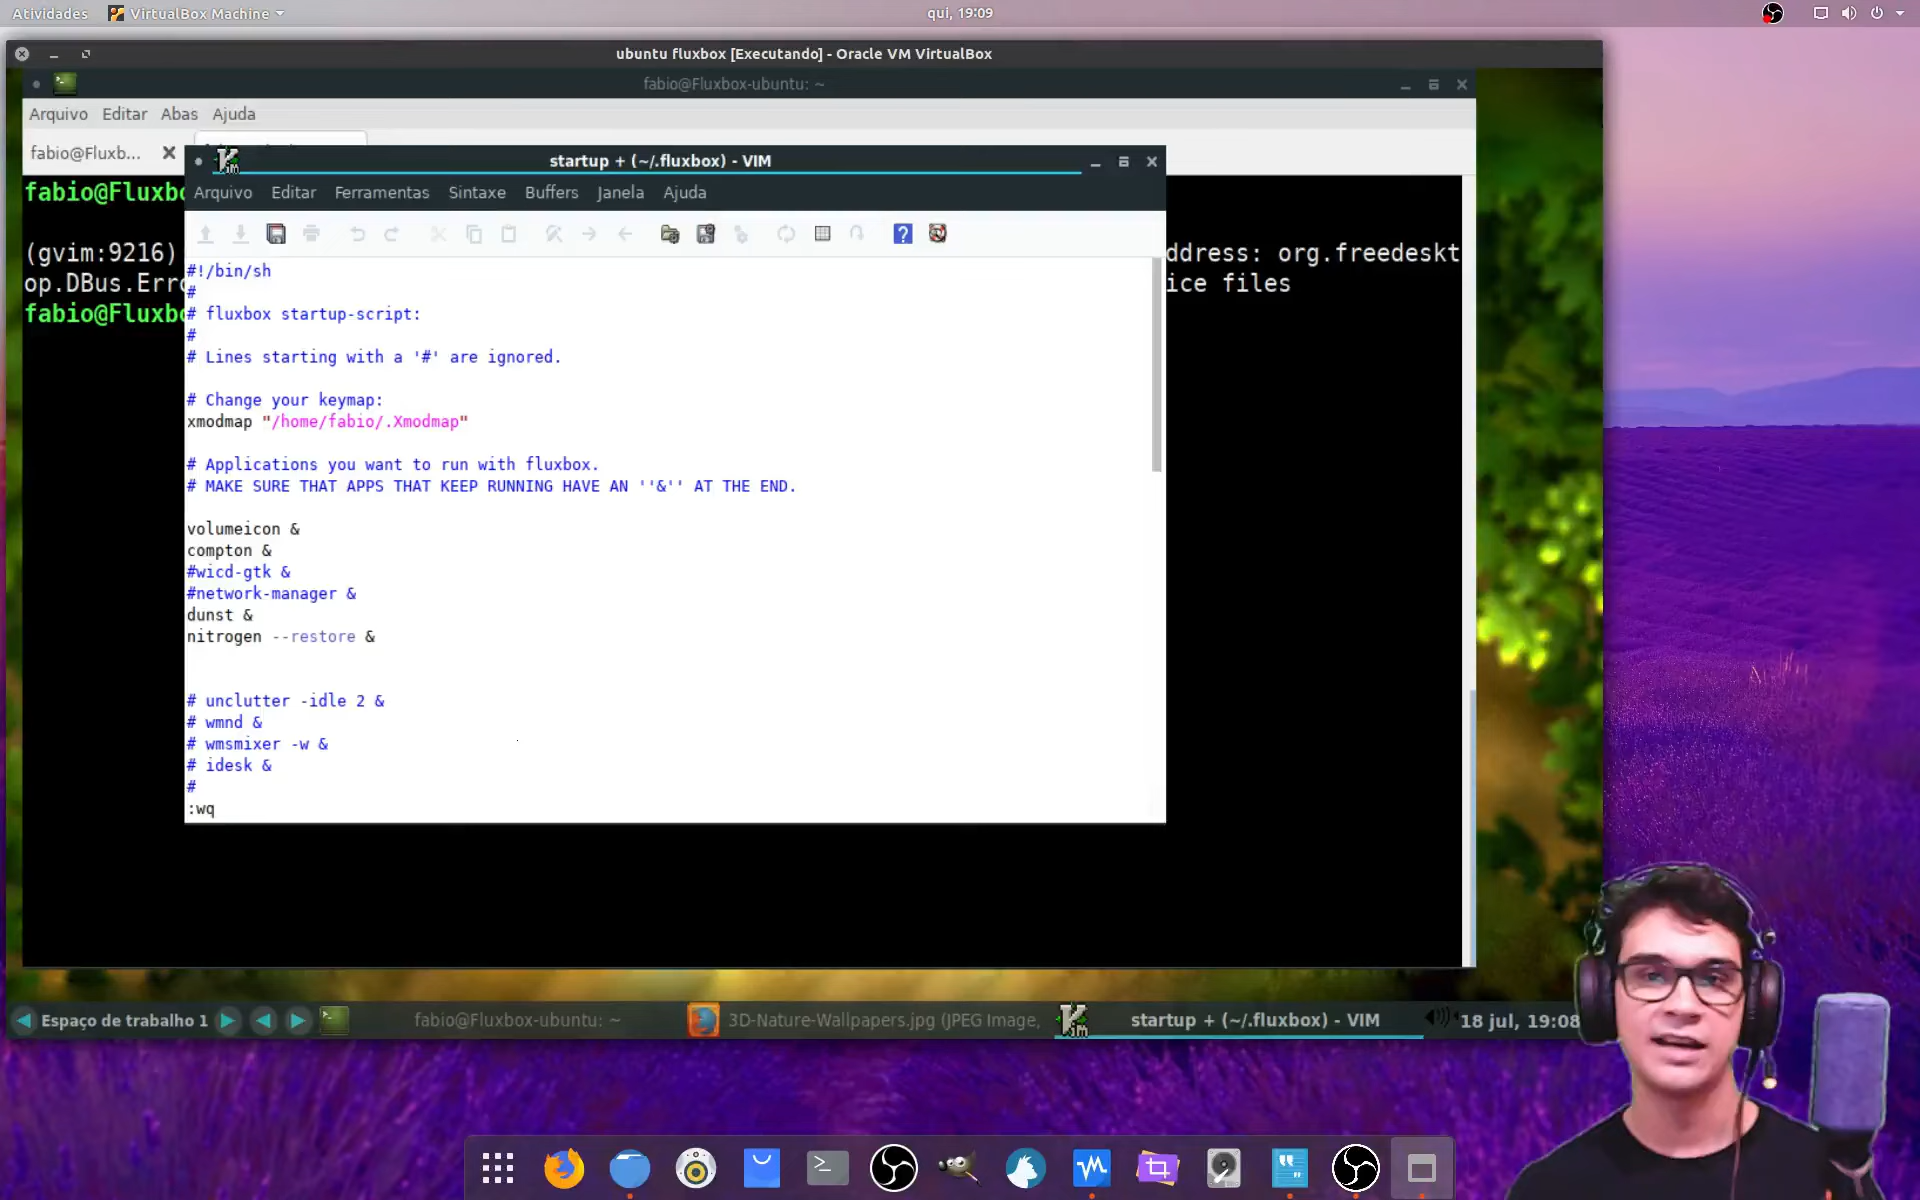 Atividades VirtualBox Machine qui, 19:09
ubuntu fluxbox [Executando] - Oracle VM VirtualBox
fabio@Fluxbox-ubuntu: ~
Arquivo Editar Abas Ajuda
fabio@Fluxb...
startup + (~/.fluxbox) - VIM
Arquivo Editar Ferramentas Sintaxe Buffers Janela Ajuda
fabio@Fluxb
(gvim:9216) ddress: org.freedeskt
op.DBus.Erro ice files
fabio@Fluxb
#!/bin/sh
#
# fluxbox startup-script:
#
# Lines starting with a '#' are ignored.
# Change your keymap:
xmodmap "/home/fabio/.Xmodmap"
# Applications you want to run with fluxbox.
# MAKE SURE THAT APPS THAT KEEP RUNNING HAVE AN ''&'' AT THE END.
volumeicon &
compton &
#wicd-gtk &
#network-manager &
dunst &
nitrogen --restore &
# unclutter -idle 2 &
# wmnd &
# wmsmixer -w &
# idesk &
#
:wq
Espaço de trabalho 1 fabio@Fluxbox-ubuntu: ~ 3D-Nature-Wallpapers.jpg (JPEG Image, startup + (~/.fluxbox) - VIM 18 jul, 19:08